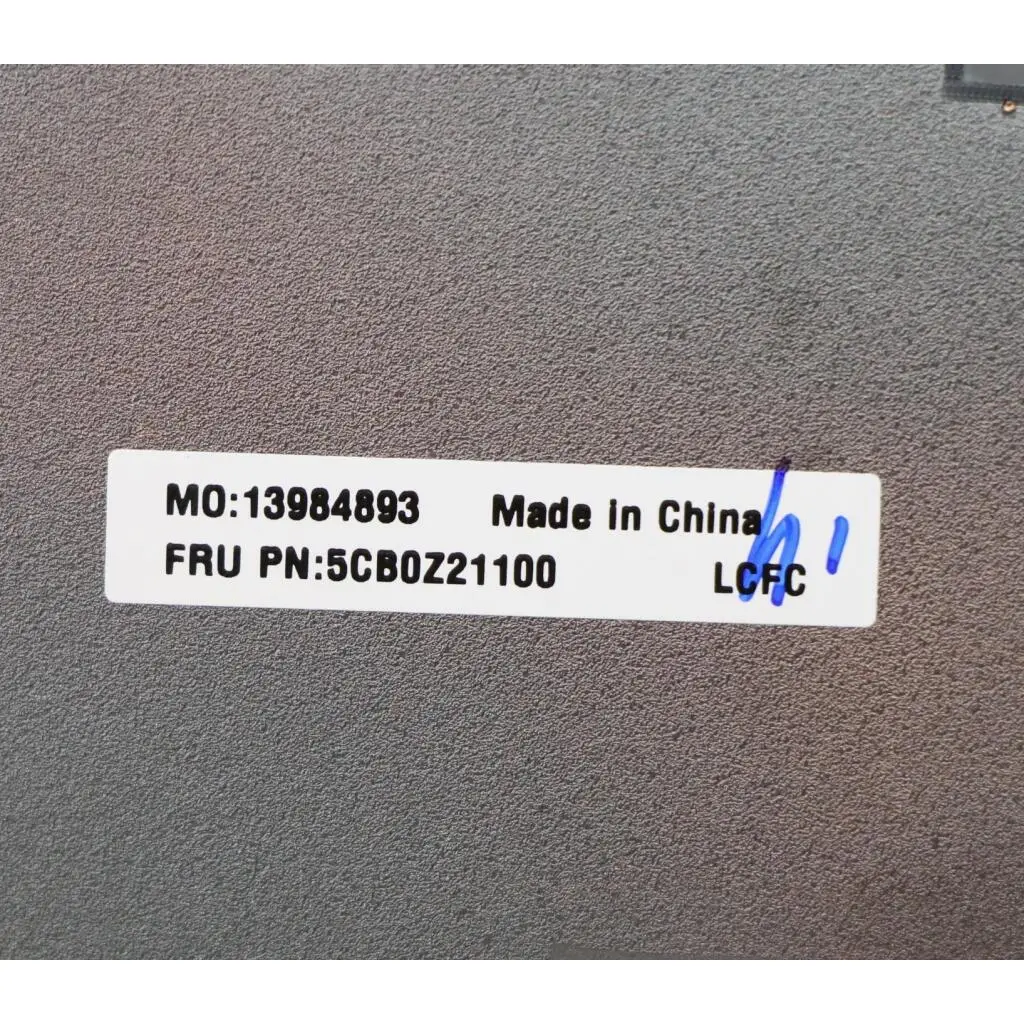 MO:13984893 Made in China
FRU PN:5CB0Z21100 LCFC